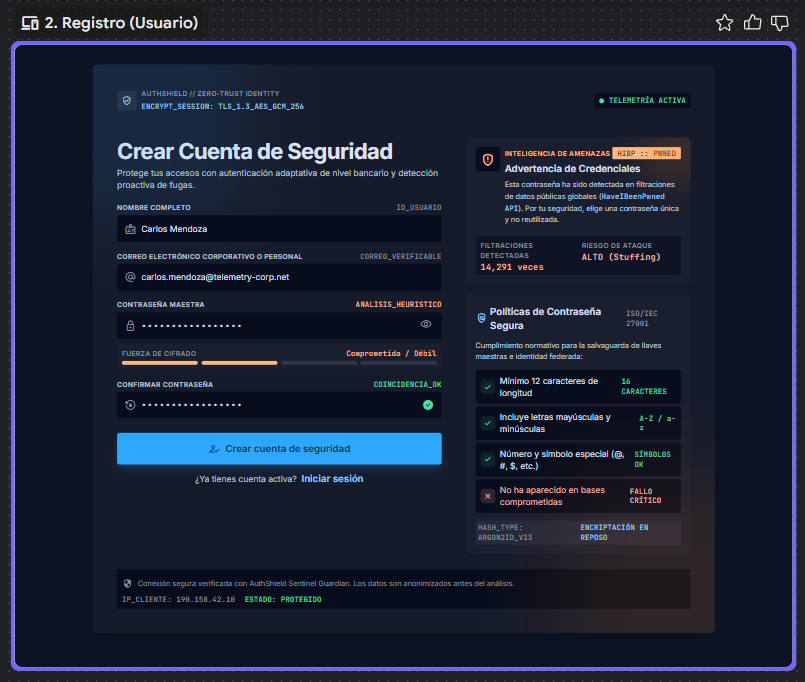 2. Registro (Usuario)
AUTHSHIELD // ZERO-TRUST IDENTITY
ENCRYPT_SESSION: TLS_1.3_AES_GCM_256
TELEMETRÍA ACTIVA
Crear Cuenta de Seguridad
Protege tus accesos con autenticación adaptativa de nivel bancario y detección
proactiva de fugas.
NOMBRE COMPLETO
ID_USUARIO
Carlos Mendoza
CORREO ELECTRÓNICO CORPORATIVO O PERSONAL
CORREO_VERIFICABLE
carlos.mendoza@telemetry-corp.net
CONTRASEÑA MAESTRA
ANÁLISIS_HEURÍSTICO
FUERZA DE CIFRADO
Comprometida / Débil
CONFIRMAR CONTRASEÑA
COINCIDENCIA_OK
Crear cuenta de seguridad
¿Ya tienes cuenta activa? Iniciar sesión
INTELIGENCIA DE AMENAZAS
HIBP :: PWNED
Advertencia de Credenciales
Esta contraseña ha sido detectada en filtraciones
de datos públicas globales (HaveIBeenPwned
API). Por tu seguridad, elige una contraseña única
y no reutilizada.
FILTRACIONES
DETECTADAS
14,291 veces
RIESGO DE ATAQUE
ALTO (Stuffing)
Políticas de Contraseña
Segura
ISO/IEC
27001
Cumplimiento normativo para la salvaguarda de llaves
maestras e identidad federada:
Mínimo 12 caracteres de
longitud
16
CARACTERES
Incluye letras mayúsculas y
minúsculas
A-Z / a-
z
Número y símbolo especial (@,
#, $, etc.)
SÍMBOLOS
OK
No ha aparecido en bases
comprometidas
FALLO
CRÍTICO
HASH_TYPE:
ARGON2ID_V13
ENCRIPTACIÓN EN
REPOSO
Conexión segura verificada con AuthShield Sentinel Guardian. Los datos son anonimizados antes del análisis.
IP_CLIENTE: 190.158.42.10 ESTADO: PROTEGIDO